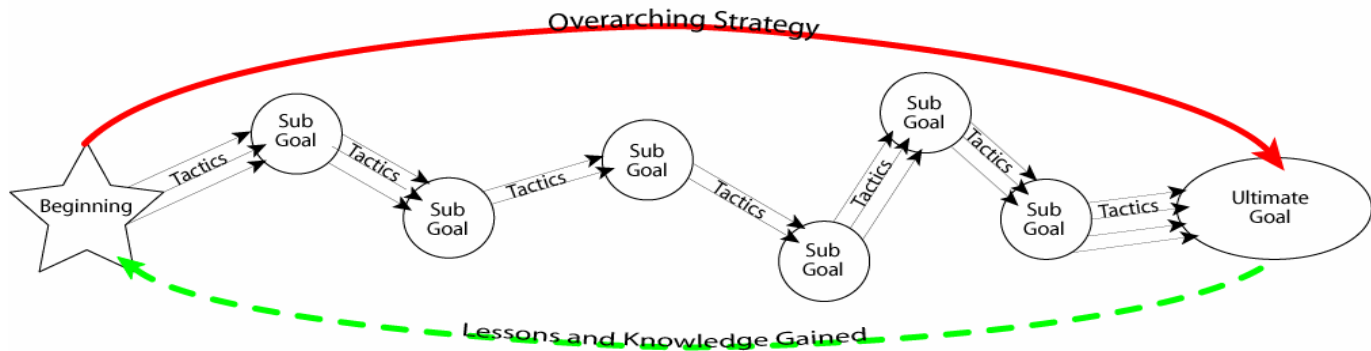 Overarching Strategy
Beginning
Tactics
Sub
Goal
Tactics
Sub
Goal
Tactics
Sub
Goal
Tactics
Sub
Goal
Tactics
Sub
Goal
Tactics
Sub
Goal
Tactics
Ultimate
Goal
Lessons and Knowledge Gained